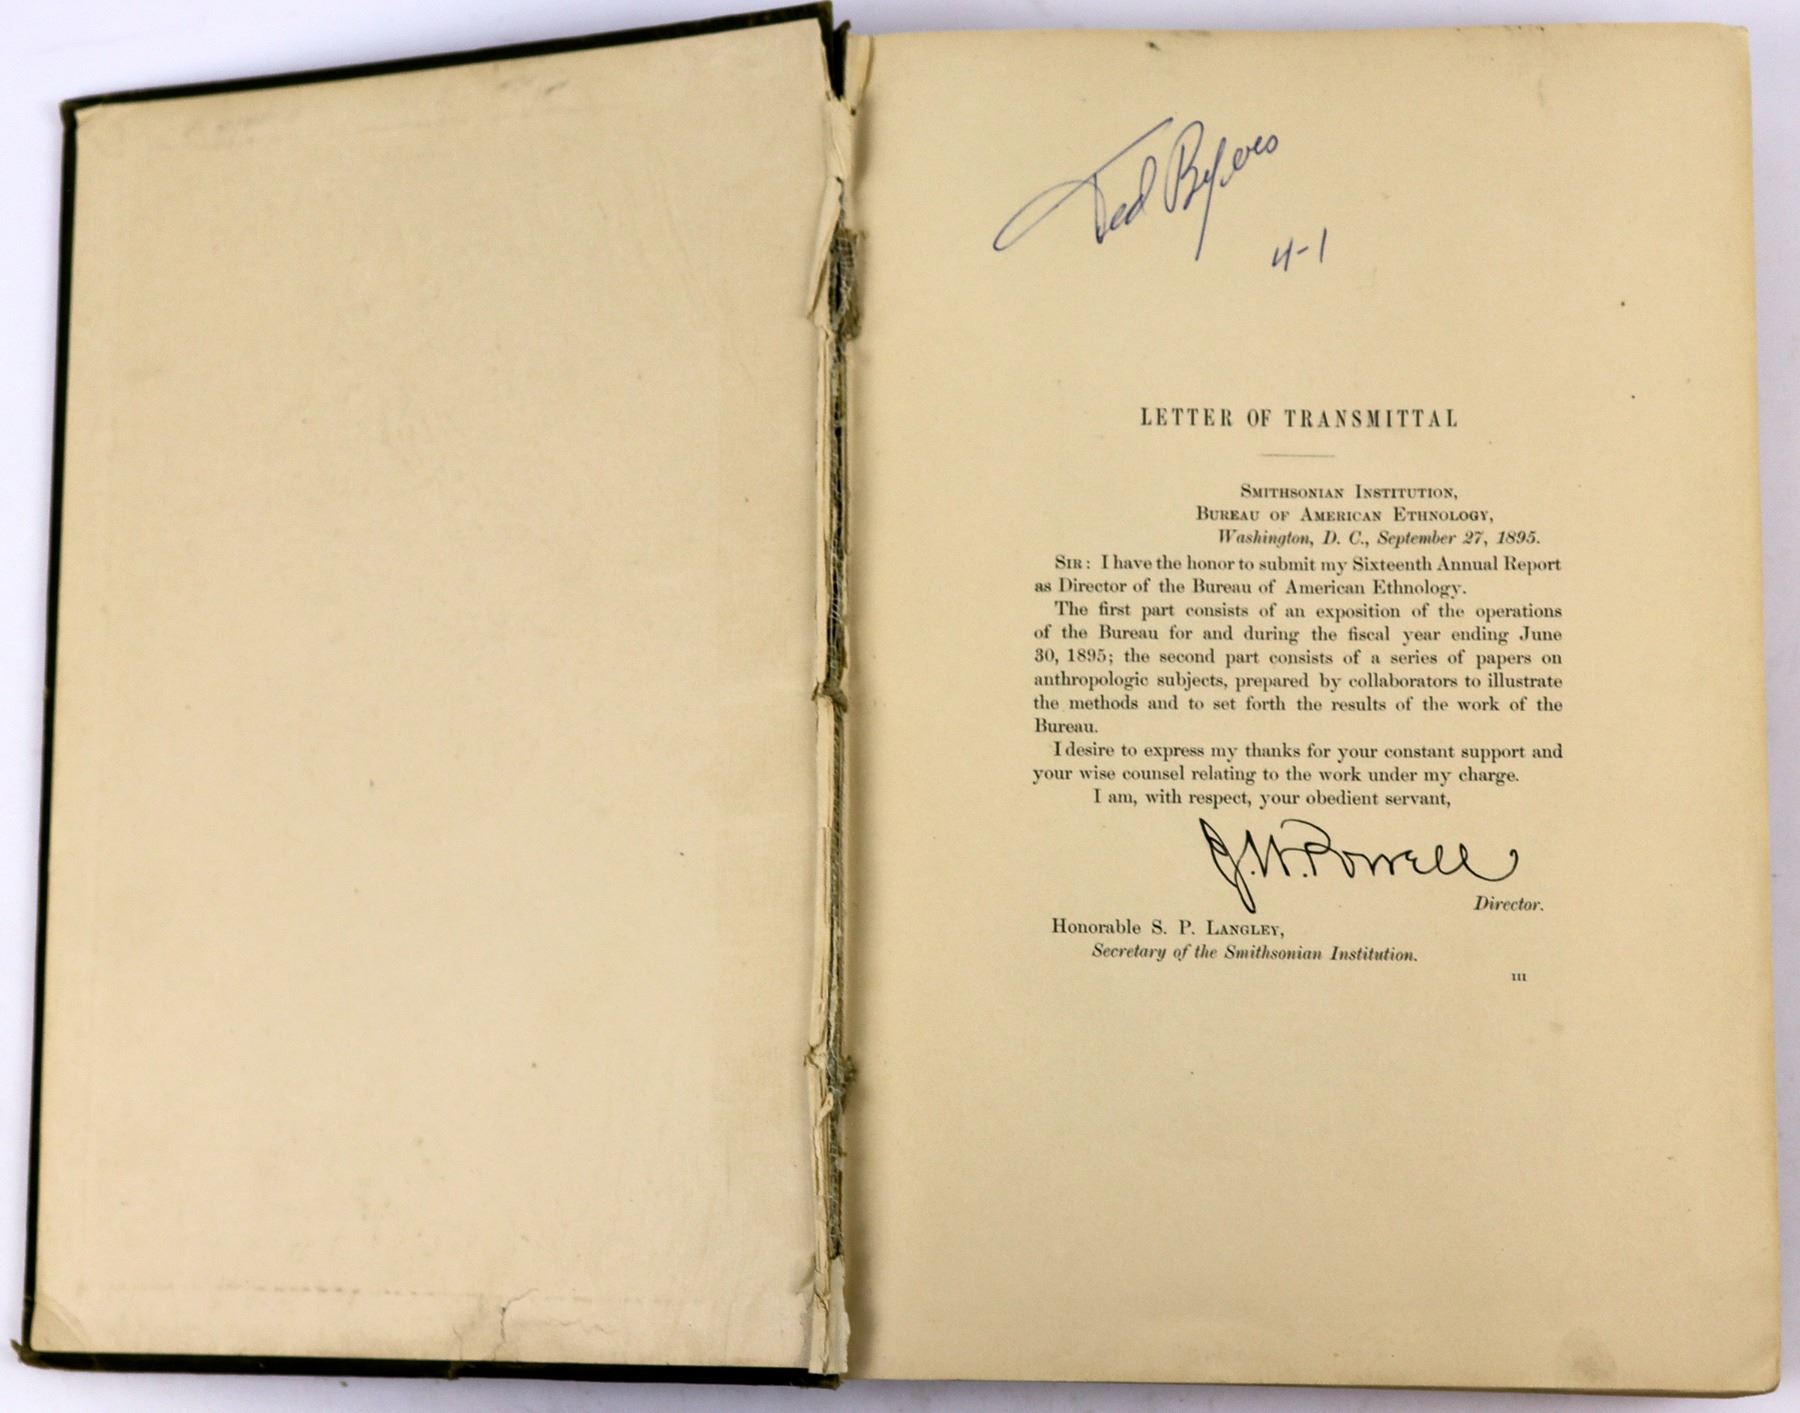 Ted Byers
4-1
LETTER OF TRANSMITTAL
SMITHSONIAN INSTITUTION,
BUREAU OF AMERICAN ETHNOLOGY,
Washington, D. C., September 27, 1895.
SIR: I have the honor to submit my Sixteenth Annual Report
as Director of the Bureau of American Ethnology.
The first part consists of an exposition of the operations
of the Bureau for and during the fiscal year ending June
30, 1895; the second part consists of a series of papers on
anthropologic subjects, prepared by collaborators to illustrate
the methods and to set forth the results of the work of the
Bureau.
I desire to express my thanks for your constant support and
your wise counsel relating to the work under my charge.
I am, with respect, your obedient servant,
J. W. Powell
Director.
Honorable S. P. LANGLEY,
Secretary of the Smithsonian Institution.
III